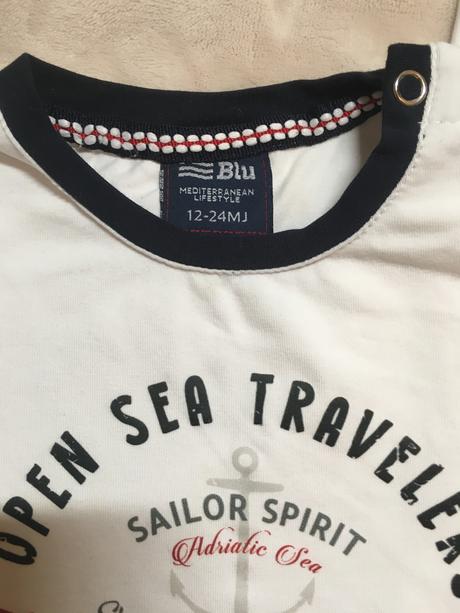 Blu
MEDITERRANEAN
LIFESTYLE
12-24MJ
OPEN SEA TRAVELERS
SAILOR SPIRIT
Adriatic Sea